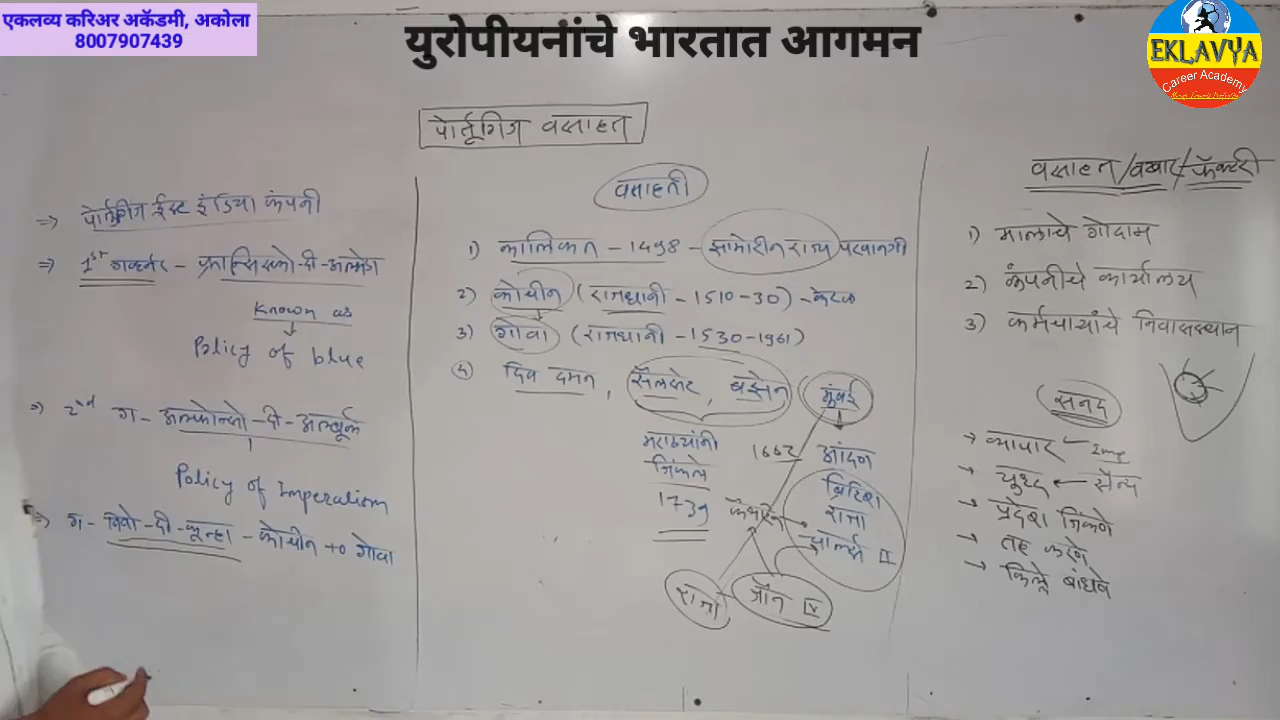 एकलव्य करिअर अकॅडमी, अकोला
8007907439
युरोपीयनांचे भारतात आगमन
EKLAVYA
Career Academy
पोर्तुगिज वसाहत
=> पोर्तुगिज ईस्ट इंडिया कंपनी
=> 1st गव्हर्नर - फ्रान्सिस्को-दी-अल्मेडा
Known as
Policy of blue
=> 2nd ग - अल्फोन्सो-दी-अल्बुर्क
Policy of Imperalism
=> ग - निनो-दी-कून्हा - कोचीन to गोवा
वसाहती
1) कालिकत - 1498 - झामोरीन राज्य परवानगी
2) कोचीन (राजधानी - 1510-30) - केरळ
3) गोवा (राजधानी - 1530-1961)
4) दिव दमन, सॅलसेट, वसेन मुंबई
मराठ्यांनी
जिंकले
1739
1662 आंदन
ब्रिटिश
राजा
चार्ल्स II
कॅथरिन
राजा
जॉन IV
वसाहत/वखार/फॅक्टरी
1) मालाचे गोदाम
2) कंपनीचे कार्यालय
3) कर्मचाऱ्यांचे निवासस्थान
सनद
→ व्यापार
→ युध्द ← सैन्य
→ प्रदेश जिंकणे
→ तह करणे
→ किल्ले बांधणे